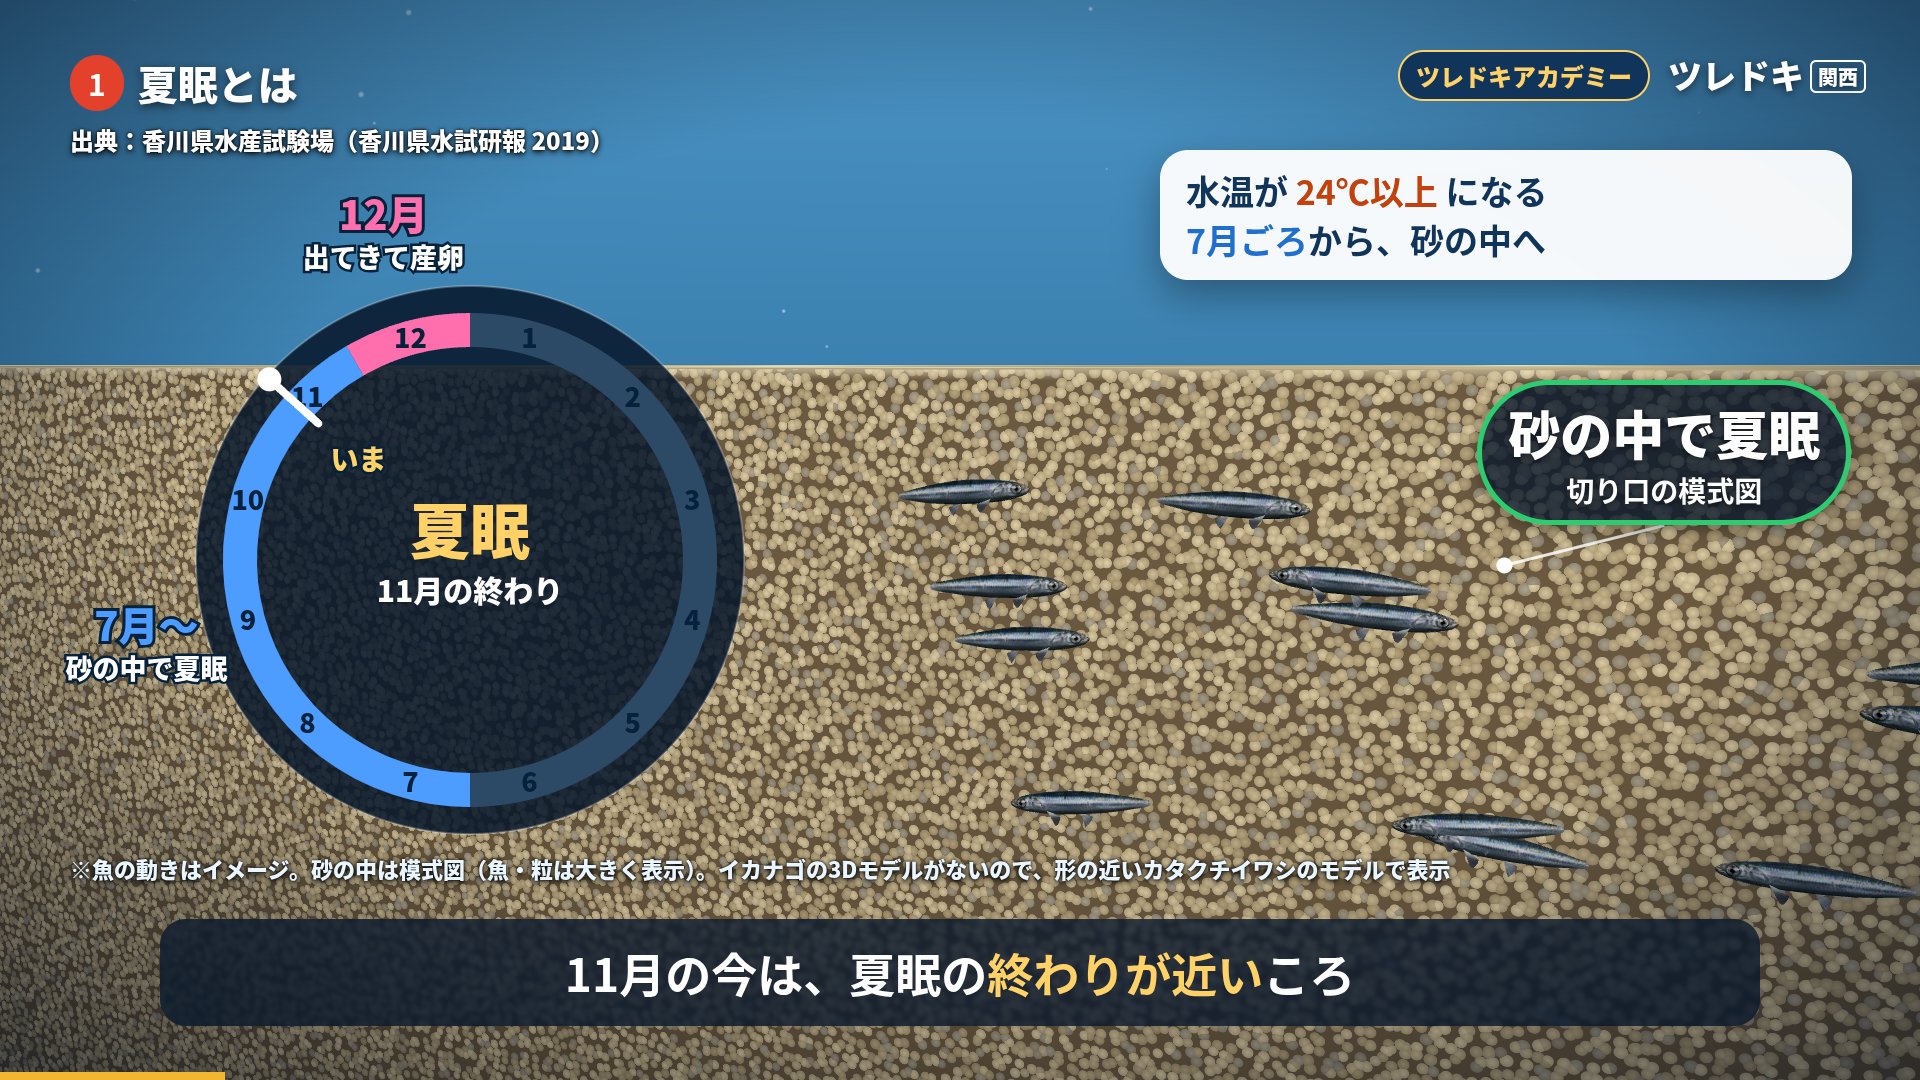 1 夏眠とは
出典：香川県水産試験場（香川県水試研報 2019）
ツレドキアカデミー
ツレドキ 関西
水温が 24℃以上 になる
7月ごろから、砂の中へ
12月
出てきて産卵
12
1
11
2
いま
10
3
夏眠
11月の終わり
9
4
7月〜
砂の中で夏眠
8
5
7
6
砂の中で夏眠
切り口の模式図
※魚の動きはイメージ。砂の中は模式図（魚・粒は大きく表示）。イカナゴの3Dモデルがないので、形の近いカタクチイワシのモデルで表示
11月の今は、夏眠の終わりが近いころ